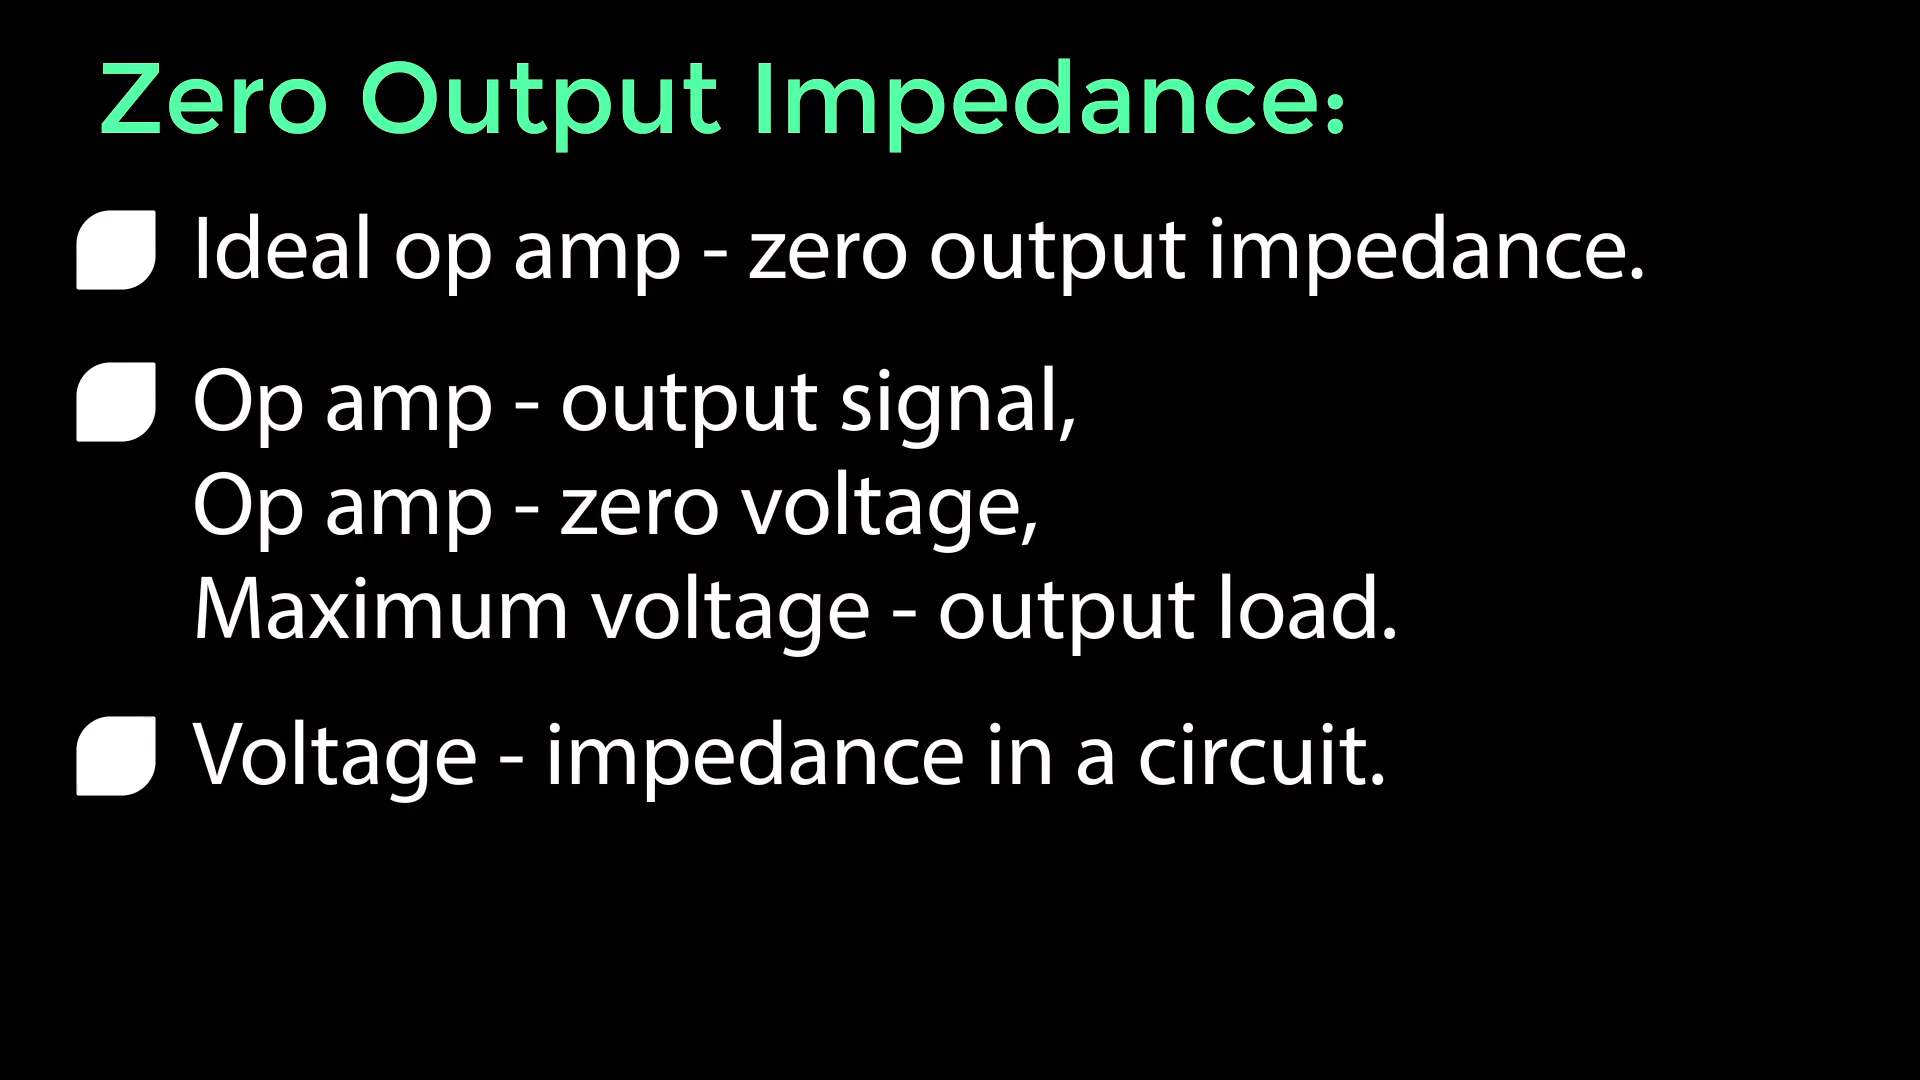 Zero Output Impedance:
Ideal op amp - zero output impedance.
Op amp - output signal,
Op amp - zero voltage,
Maximum voltage - output load.
Voltage - impedance in a circuit.